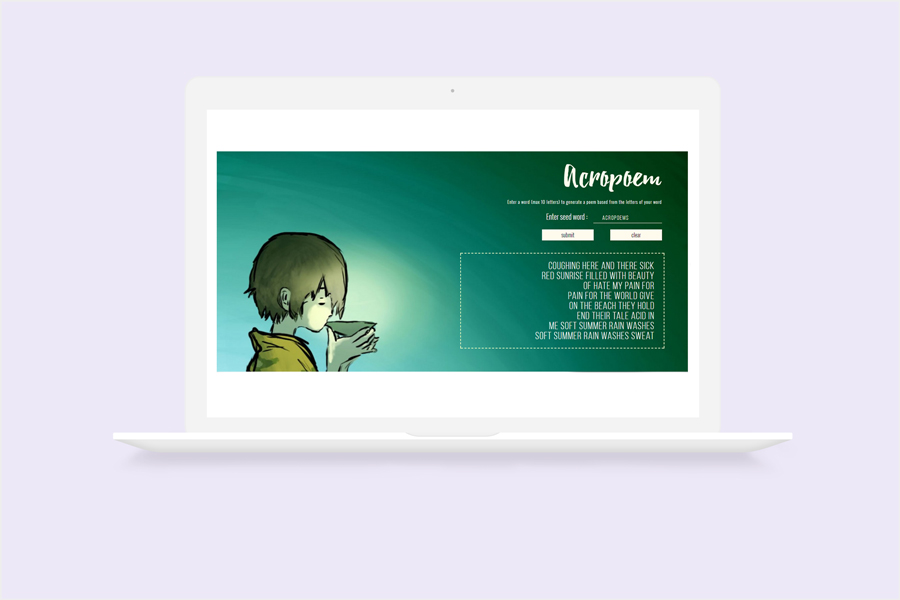 Acropoem
Enter a word (max 10 letters) to generate a poem based from the letters of your word
Enter seed word : ACROPOEMS
submit clear
COUGHING HERE AND THERE SICK
RED SUNRISE FILLED WITH BEAUTY
OF HATE MY PAIN FOR
PAIN FOR THE WORLD GIVE
ON THE BEACH THEY HOLD
END THEIR TALE ACID IN
ME SOFT SUMMER RAIN WASHES
SOFT SUMMER RAIN WASHES SWEAT